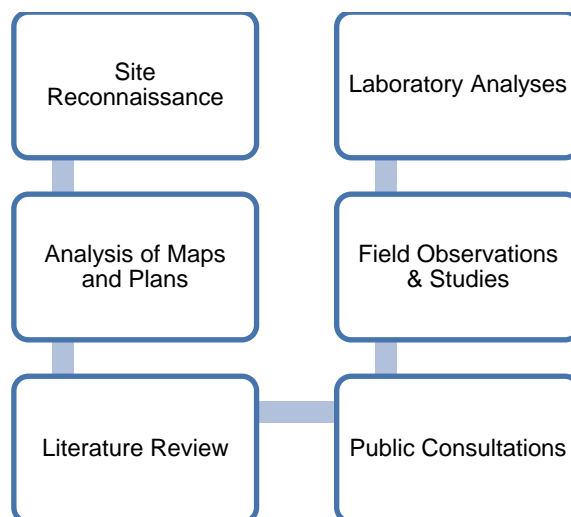 Site
Reconnaissance
Analysis of Maps
and Plans
Literature Review
Public Consultations
Field Observations
& Studies
Laboratory Analyses